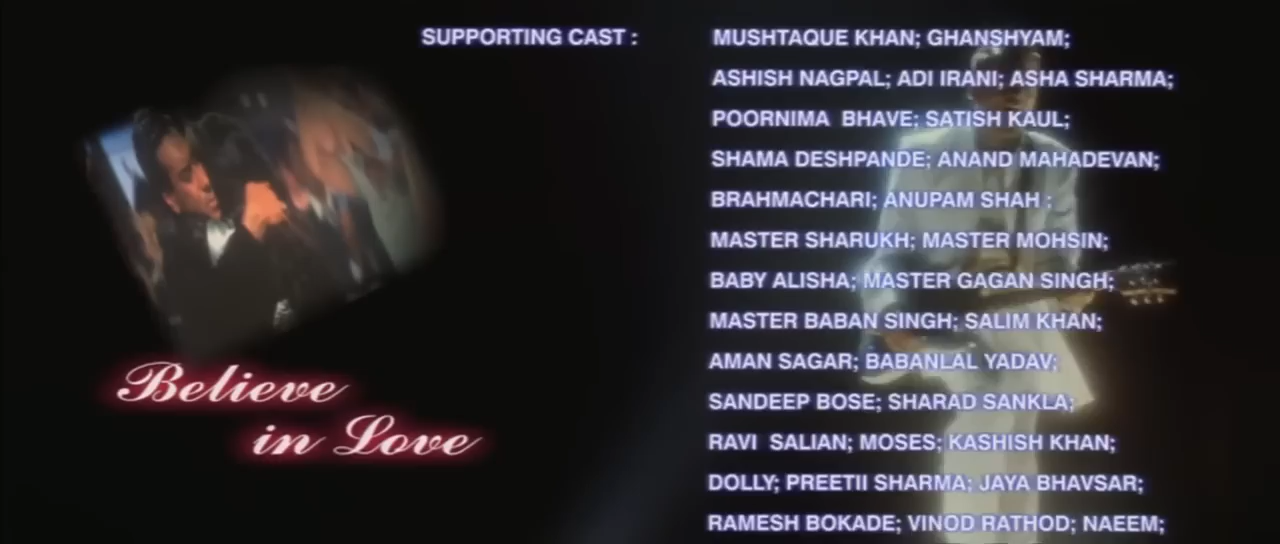 SUPPORTING CAST : MUSHTAQUE KHAN; GHANSHYAM;
ASHISH NAGPAL; ADI IRANI; ASHA SHARMA;
POORNIMA BHAVE; SATISH KAUL;
SHAMA DESHPANDE; ANAND MAHADEVAN;
BRAHMACHARI; ANUPAM SHAH ;
MASTER SHARUKH; MASTER MOHSIN;
BABY ALISHA; MASTER GAGAN SINGH;
MASTER BABAN SINGH; SALIM KHAN;
AMAN SAGAR; BABANLAL YADAV;
SANDEEP BOSE; SHARAD SANKLA;
RAVI SALIAN; MOSES; KASHISH KHAN;
DOLLY; PREETII SHARMA; JAYA BHAVSAR;
RAMESH BOKADE; VINOD RATHOD; NAEEM;
Believe
in Love